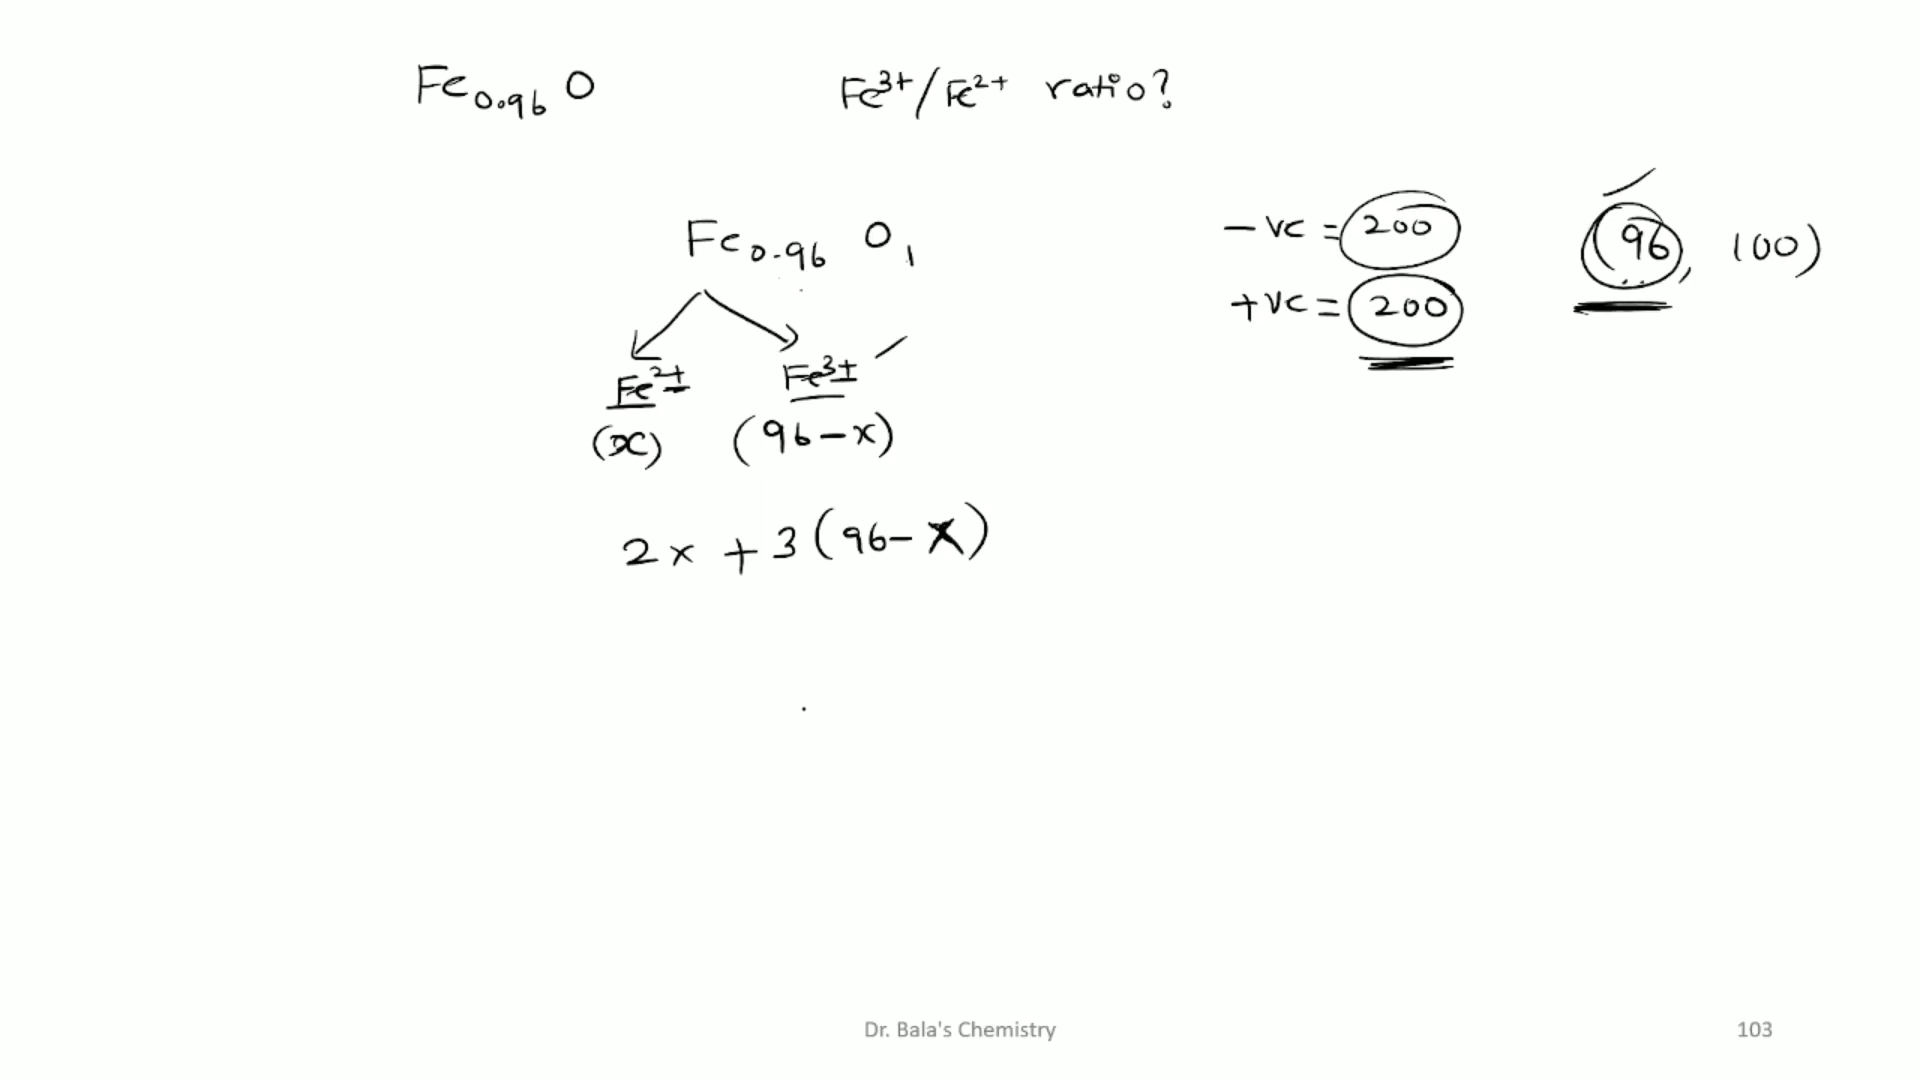 Fe0.96 O Fe3+/Fe2+ ratio?
Fe0.96 O1
-ve = 200
+ve = 200
(96, 100)
Fe2+ Fe3+
(x) (96-x)
2x + 3(96-x)
Dr. Bala's Chemistry
103